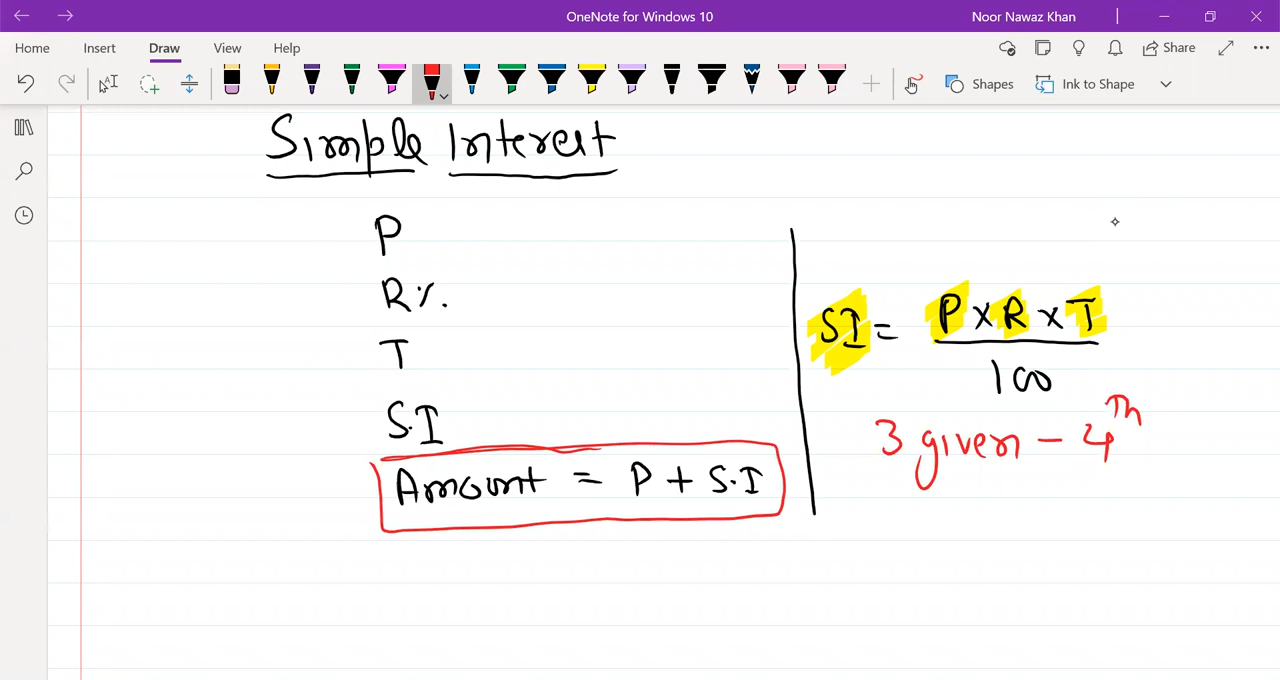 OneNote for Windows 10
Noor Nawaz Khan
Home Insert Draw View Help
Share
Shapes
Ink to Shape
Simple Interest
P
R%
T
S.I
Amount = P + S.I
SI = P x R x T
100
3 given - 4th